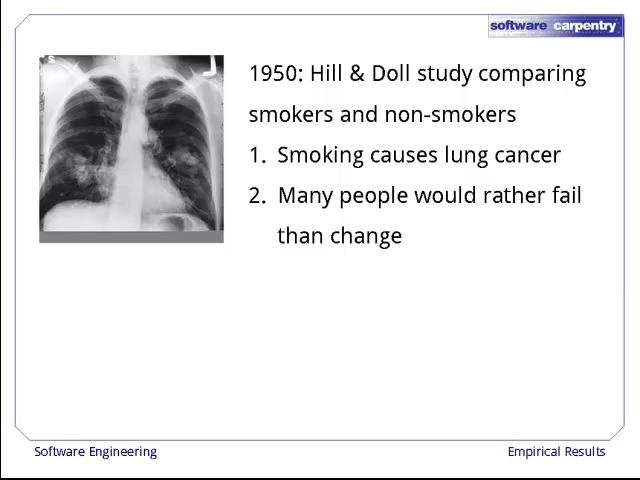 software carpentry
1950: Hill & Doll study comparing
smokers and non-smokers
1. Smoking causes lung cancer
2. Many people would rather fail
than change
Software Engineering
Empirical Results